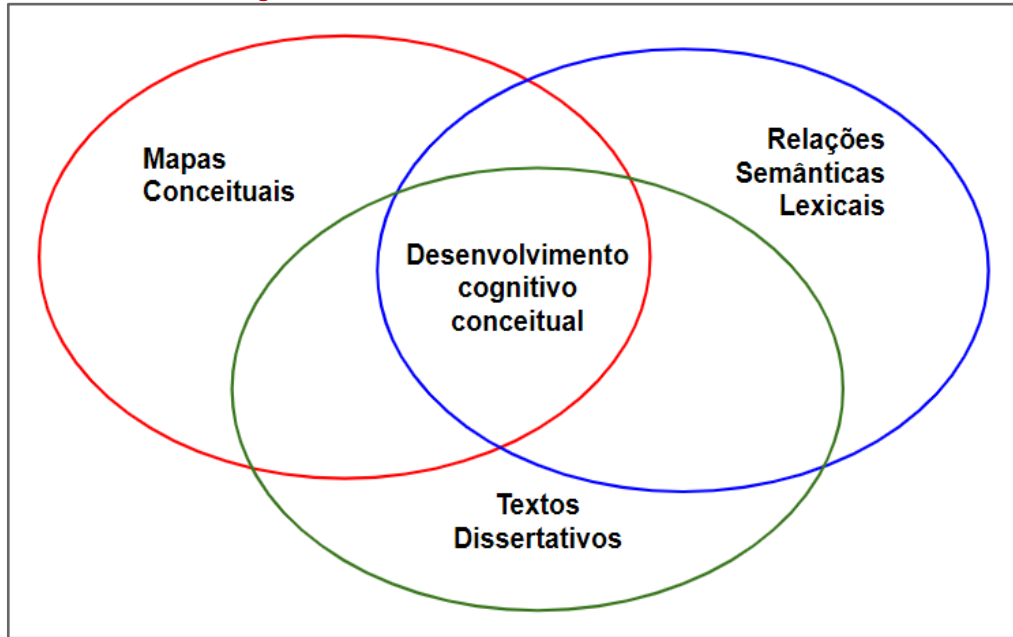 Mapas
Conceituais
Relações
Semânticas
Lexicais
Desenvolvimento
cognitivo
conceitual
Textos
Dissertativos